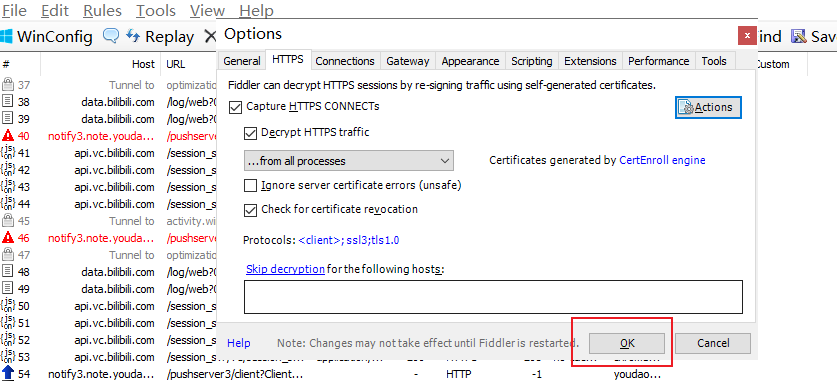 File Edit Rules Tools View Help
WinConfig Replay Options ind Sav
# Host URL Custom
General HTTPS Connections Gateway Appearance Scripting Extensions Performance Tools
Fiddler can decrypt HTTPS sessions by re-signing traffic using self-generated certificates.
Capture HTTPS CONNECTs Actions
Decrypt HTTPS traffic
...from all processes Certificates generated by CertEnroll engine
Ignore server certificate errors (unsafe)
Check for certificate revocation
Protocols: <client>; ssl3;tls1.0
Skip decryption for the following hosts:
Help Note: Changes may not take effect until Fiddler is restarted. OK Cancel
37 Tunnel to optimization
38 data.bilibili.com /log/web?0
39 data.bilibili.com /log/web?0
40 notify3.note.youda... /pushserve
41 api.vc.bilibili.com /session_s
42 api.vc.bilibili.com /session_s
43 api.vc.bilibili.com /session_s
44 api.vc.bilibili.com /session_s
45 Tunnel to activity.wi
46 notify3.note.youda... /pushserve
47 Tunnel to optimization
48 data.bilibili.com /log/web?0
49 data.bilibili.com /log/web?0
50 api.vc.bilibili.com /session_s
51 api.vc.bilibili.com /session_s
52 api.vc.bilibili.com /session_s
53 api.vc.bilibili.com
54 notify3.note.youda... /pushserver3/client?Client... - HTTP -1 youdao...